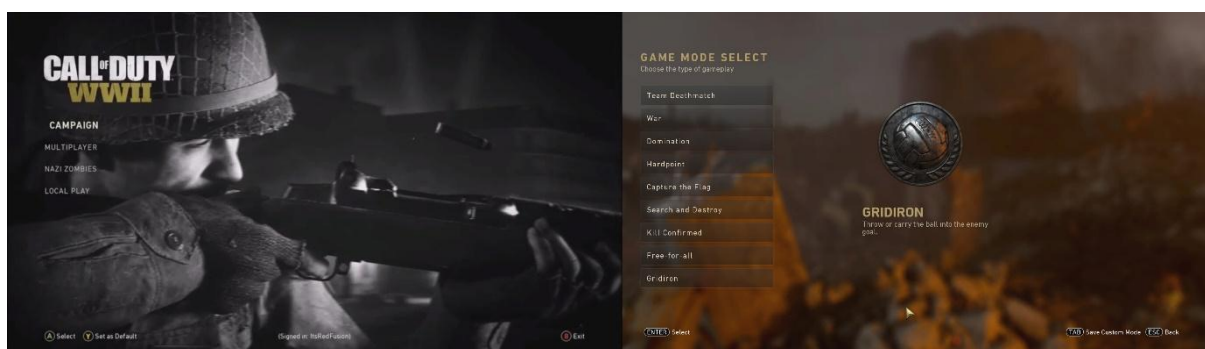 CALL OF DUTY
WWII
CAMPAIGN
MULTIPLAYER
NAZI ZOMBIES
LOCAL PLAY
A Select Y Set as Default
(Signed in: ItsRedFusion)
B Exit
GAME MODE SELECT
Choose the type of gameplay
Team Deathmatch
War
Domination
Hardpoint
Capture the Flag
Search and Destroy
Kill Confirmed
Free-for-all
Gridiron
GRIDIRON
Throw or carry the ball into the enemy
goal.
ENTER Select
TAB Save Custom Mode ESC Back